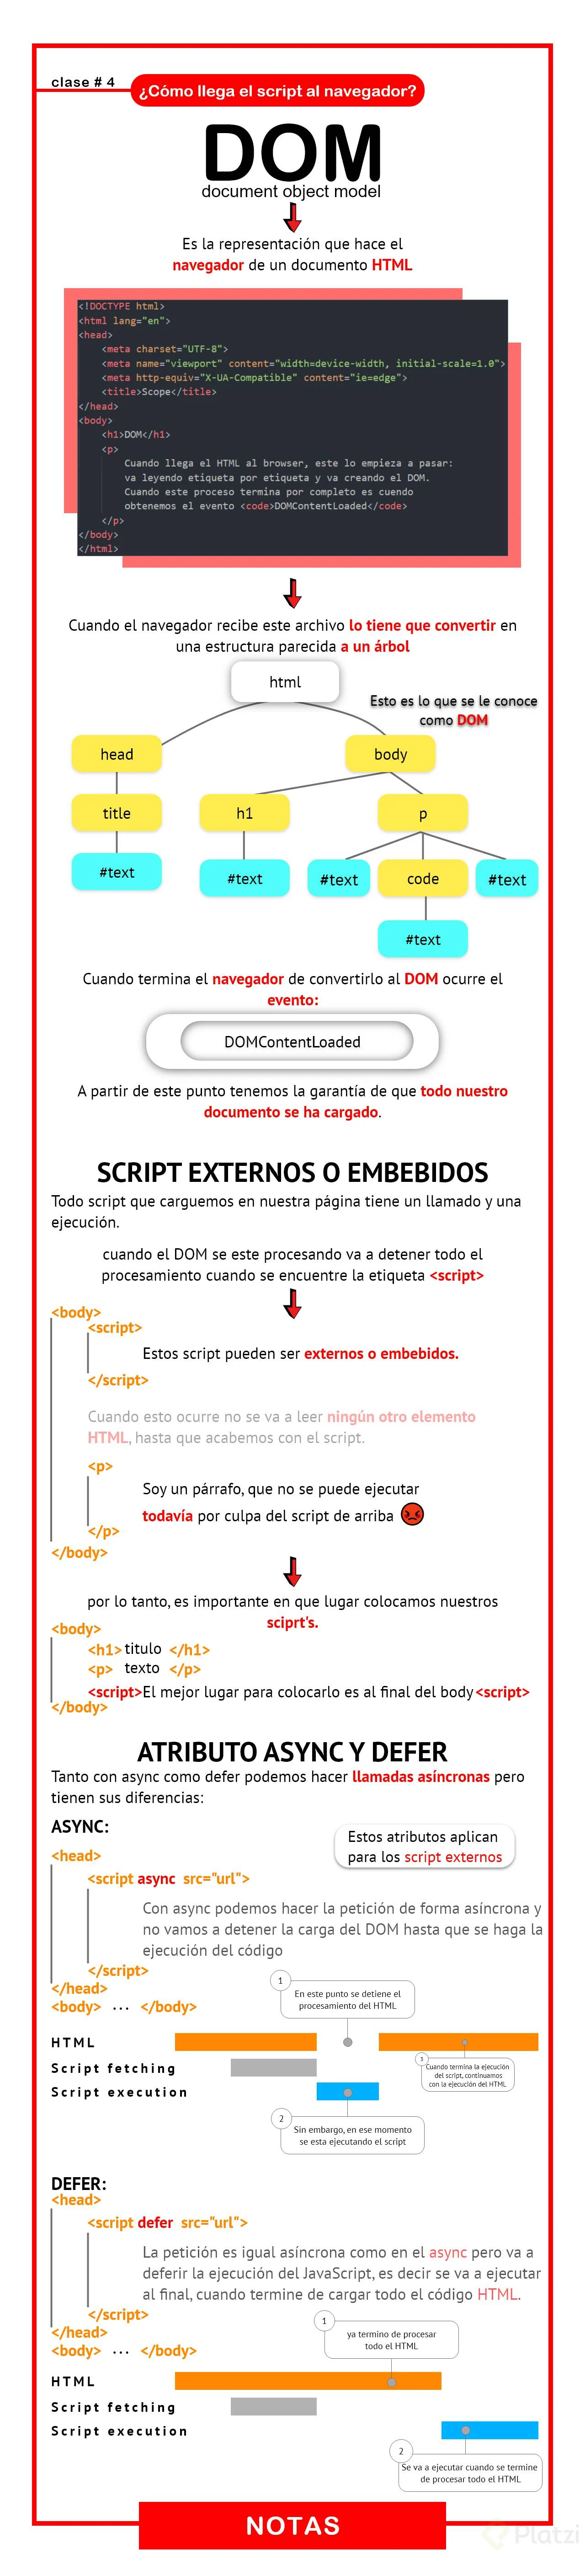 clase # 4
¿Cómo llega el script al navegador?
DOM
document object model
Es la representación que hace el
navegador de un documento HTML
<!DOCTYPE html>
<html lang="en">
<head>
<meta charset="UTF-8">
<meta name="viewport" content="width=device-width, initial-scale=1.0">
<meta http-equiv="X-UA-Compatible" content="ie=edge">
<title>Scope</title>
</head>
<body>
<h1>DOM</h1>
<p>
Cuando llega el HTML al browser, este lo empieza a pasar:
va leyendo etiqueta por etiqueta y va creando el DOM.
Cuando este proceso termina por completo es cuendo
obtenemos el evento <code>DOMContentLoaded</code>
</p>
</body>
</html>
Cuando el navegador recibe este archivo lo tiene que convertir en
una estructura parecida a un árbol
html
Esto es lo que se le conoce
como DOM
head
body
title
h1
p
#text
#text
#text
code
#text
#text
Cuando termina el navegador de convertirlo al DOM ocurre el
evento:
DOMContentLoaded
A partir de este punto tenemos la garantía de que todo nuestro
documento se ha cargado.
SCRIPT EXTERNOS O EMBEBIDOS
Todo script que carguemos en nuestra página tiene un llamado y una
ejecución.
cuando el DOM se este procesando va a detener todo el
procesamiento cuando se encuentre la etiqueta <script>
<body>
<script>
Estos script pueden ser externos o embebidos.
</script>
Cuando esto ocurre no se va a leer ningún otro elemento
HTML, hasta que acabemos con el script.
<p>
Soy un párrafo, que no se puede ejecutar
todavía por culpa del script de arriba
</p>
</body>
por lo tanto, es importante en que lugar colocamos nuestros
sciprt's.
<body>
<h1> titulo </h1>
<p> texto </p>
<script>El mejor lugar para colocarlo es al final del body<script>
</body>
ATRIBUTO ASYNC Y DEFER
Tanto con async como defer podemos hacer llamadas asíncronas pero
tienen sus diferencias:
ASYNC:
Estos atributos aplican
para los script externos
<head>
<script async src="url">
Con async podemos hacer la petición de forma asíncrona y
no vamos a detener la carga del DOM hasta que se haga la
ejecución del código
</script>
</head>
<body> ... </body>
1
En este punto se detiene el
procesamiento del HTML
HTML
Script fetching
3
Cuando termina la ejecución
del script, continuamos
con la ejecución del HTML
Script execution
2
Sin embargo, en ese momento
se esta ejecutando el script
DEFER:
<head>
<script defer src="url">
La petición es igual asíncrona como en el async pero va a
deferir la ejecución del JavaScript, es decir se va a ejecutar
al final, cuando termine de cargar todo el código HTML.
</script>
</head>
<body> ... </body>
1
ya termino de procesar
todo el HTML
HTML
Script fetching
Script execution
2
Se va a ejecutar cuando se termine
de procesar todo el HTML
NOTAS
Platzi